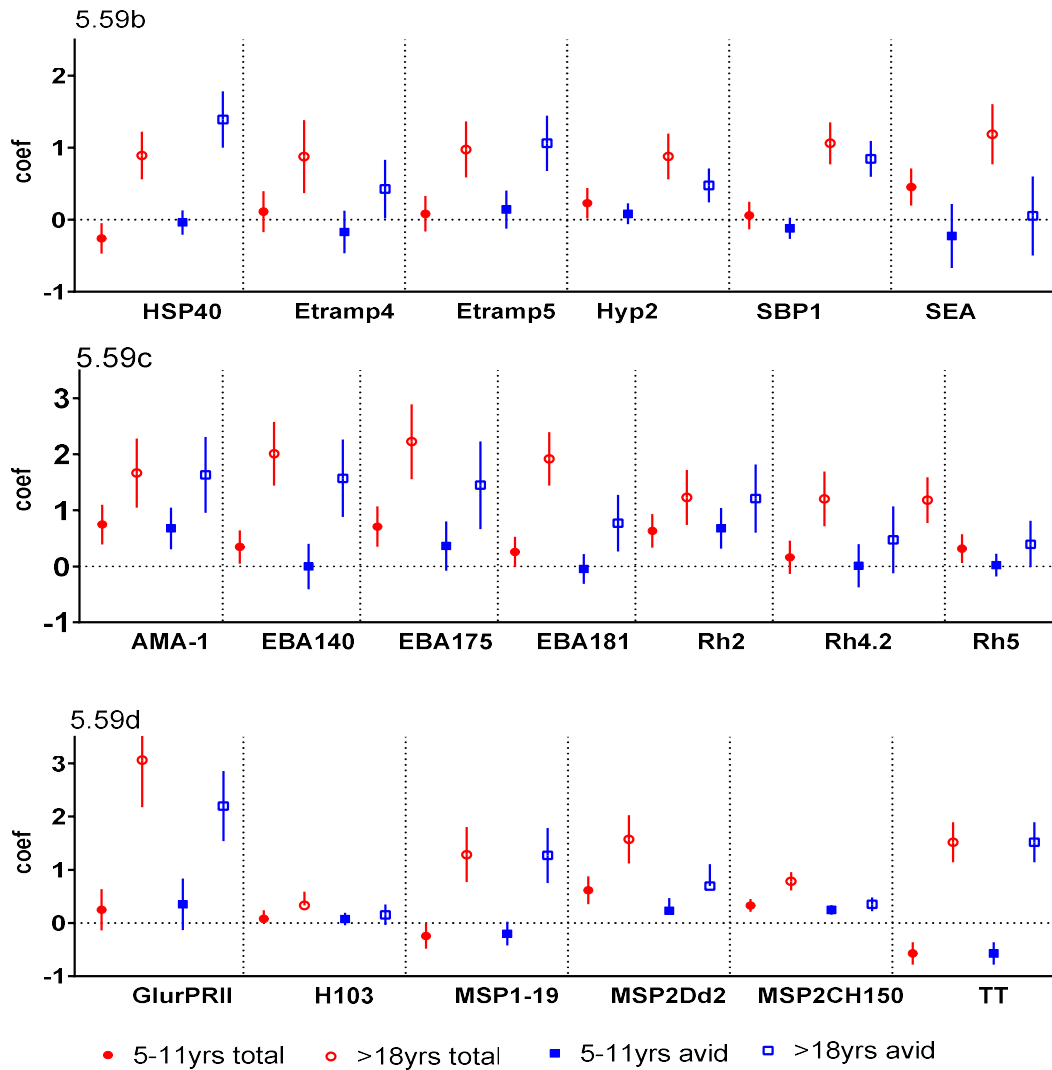 5.59b
2
1
0
-1
coef
HSP40 Etramp4 Etramp5 Hyp2 SBP1 SEA
5.59c
3
2
1
0
-1
coef
AMA-1 EBA140 EBA175 EBA181 Rh2 Rh4.2 Rh5
5.59d
3
2
1
0
-1
coef
GlurPRII H103 MSP1-19 MSP2Dd2 MSP2CH150 TT
5-11yrs total >18yrs total 5-11yrs avid >18yrs avid